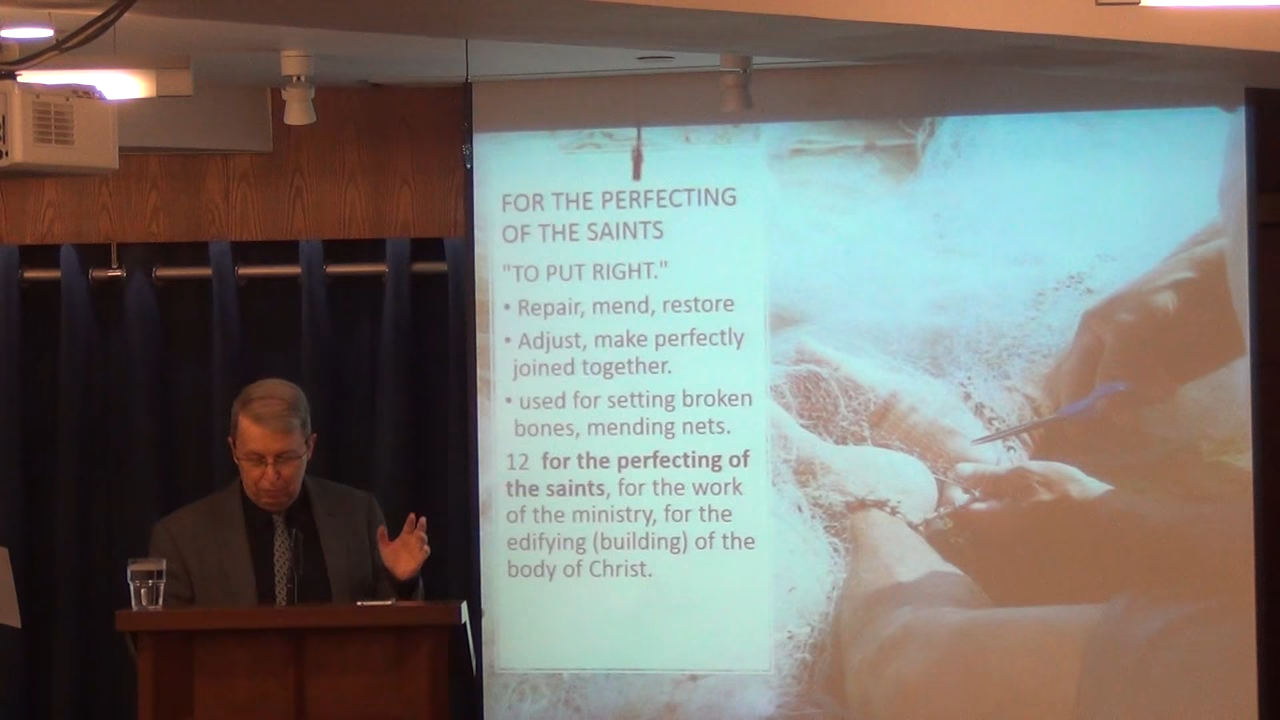 FOR THE PERFECTING
OF THE SAINTS
"TO PUT RIGHT."
• Repair, mend, restore
• Adjust, make perfectly
joined together.
• used for setting broken
bones, mending nets.
12 for the perfecting of
the saints, for the work
of the ministry, for the
edifying (building) of the
body of Christ.